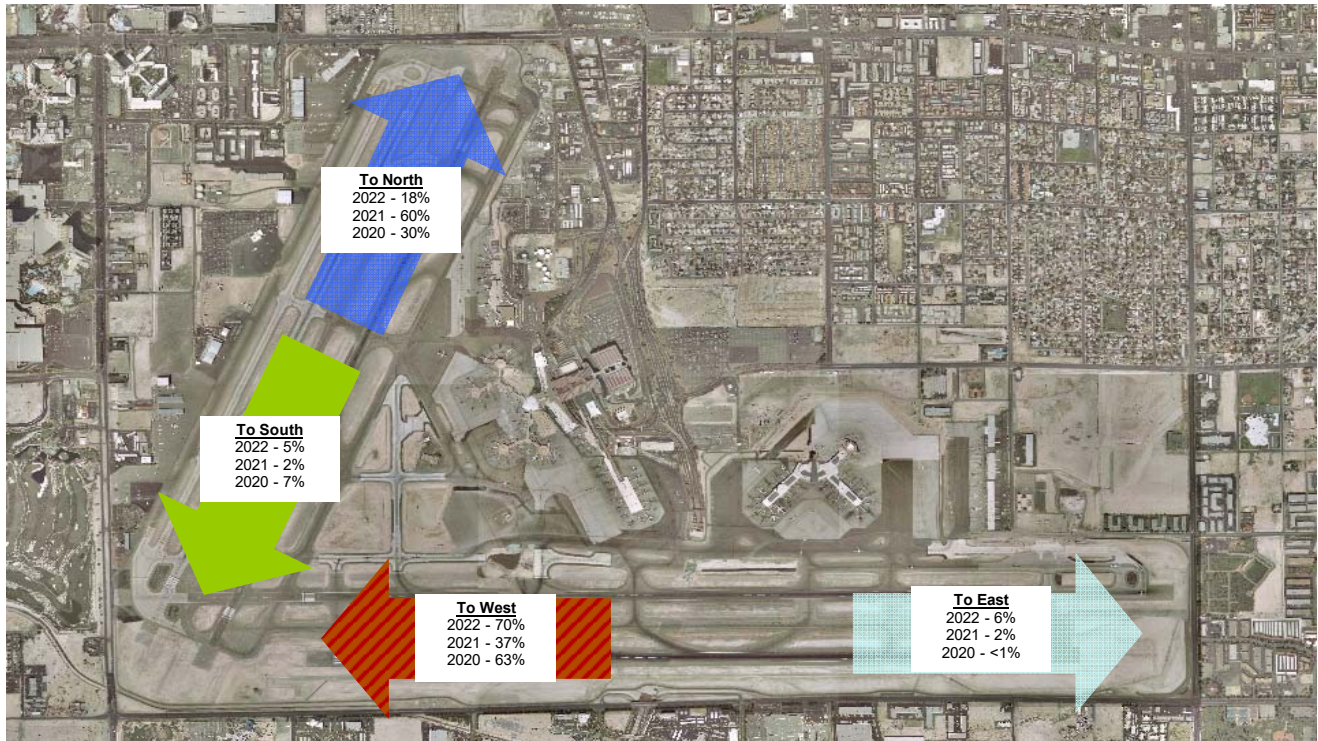 To North
2022 - 18%
2021 - 60%
2020 - 30%
To South
2022 - 5%
2021 - 2%
2020 - 7%
To West
2022 - 70%
2021 - 37%
2020 - 63%
To East
2022 - 6%
2021 - 2%
2020 - <1%